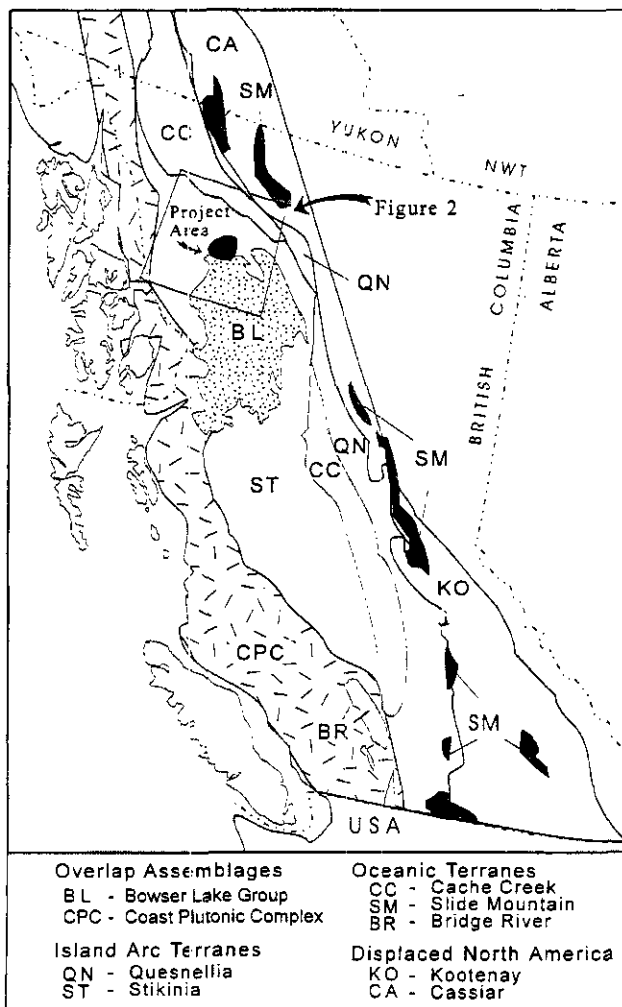 CA
SM
CC
YUKON
NWT
Figure 2
Project
Area
QN
BRITISH COLUMBIA
ALBERTA
BL
QN
SM
CC
ST
KO
CPC
SM
BR
USA
Overlap Assemblages
BL - Bowser Lake Group
CPC - Coast Plutonic Complex
Island Arc Terranes
QN - Quesnellia
ST - Stikinia
Oceanic Terranes
CC - Cache Creek
SM - Slide Mountain
BR - Bridge River
Displaced North America
KO - Kootenay
CA - Cassiar